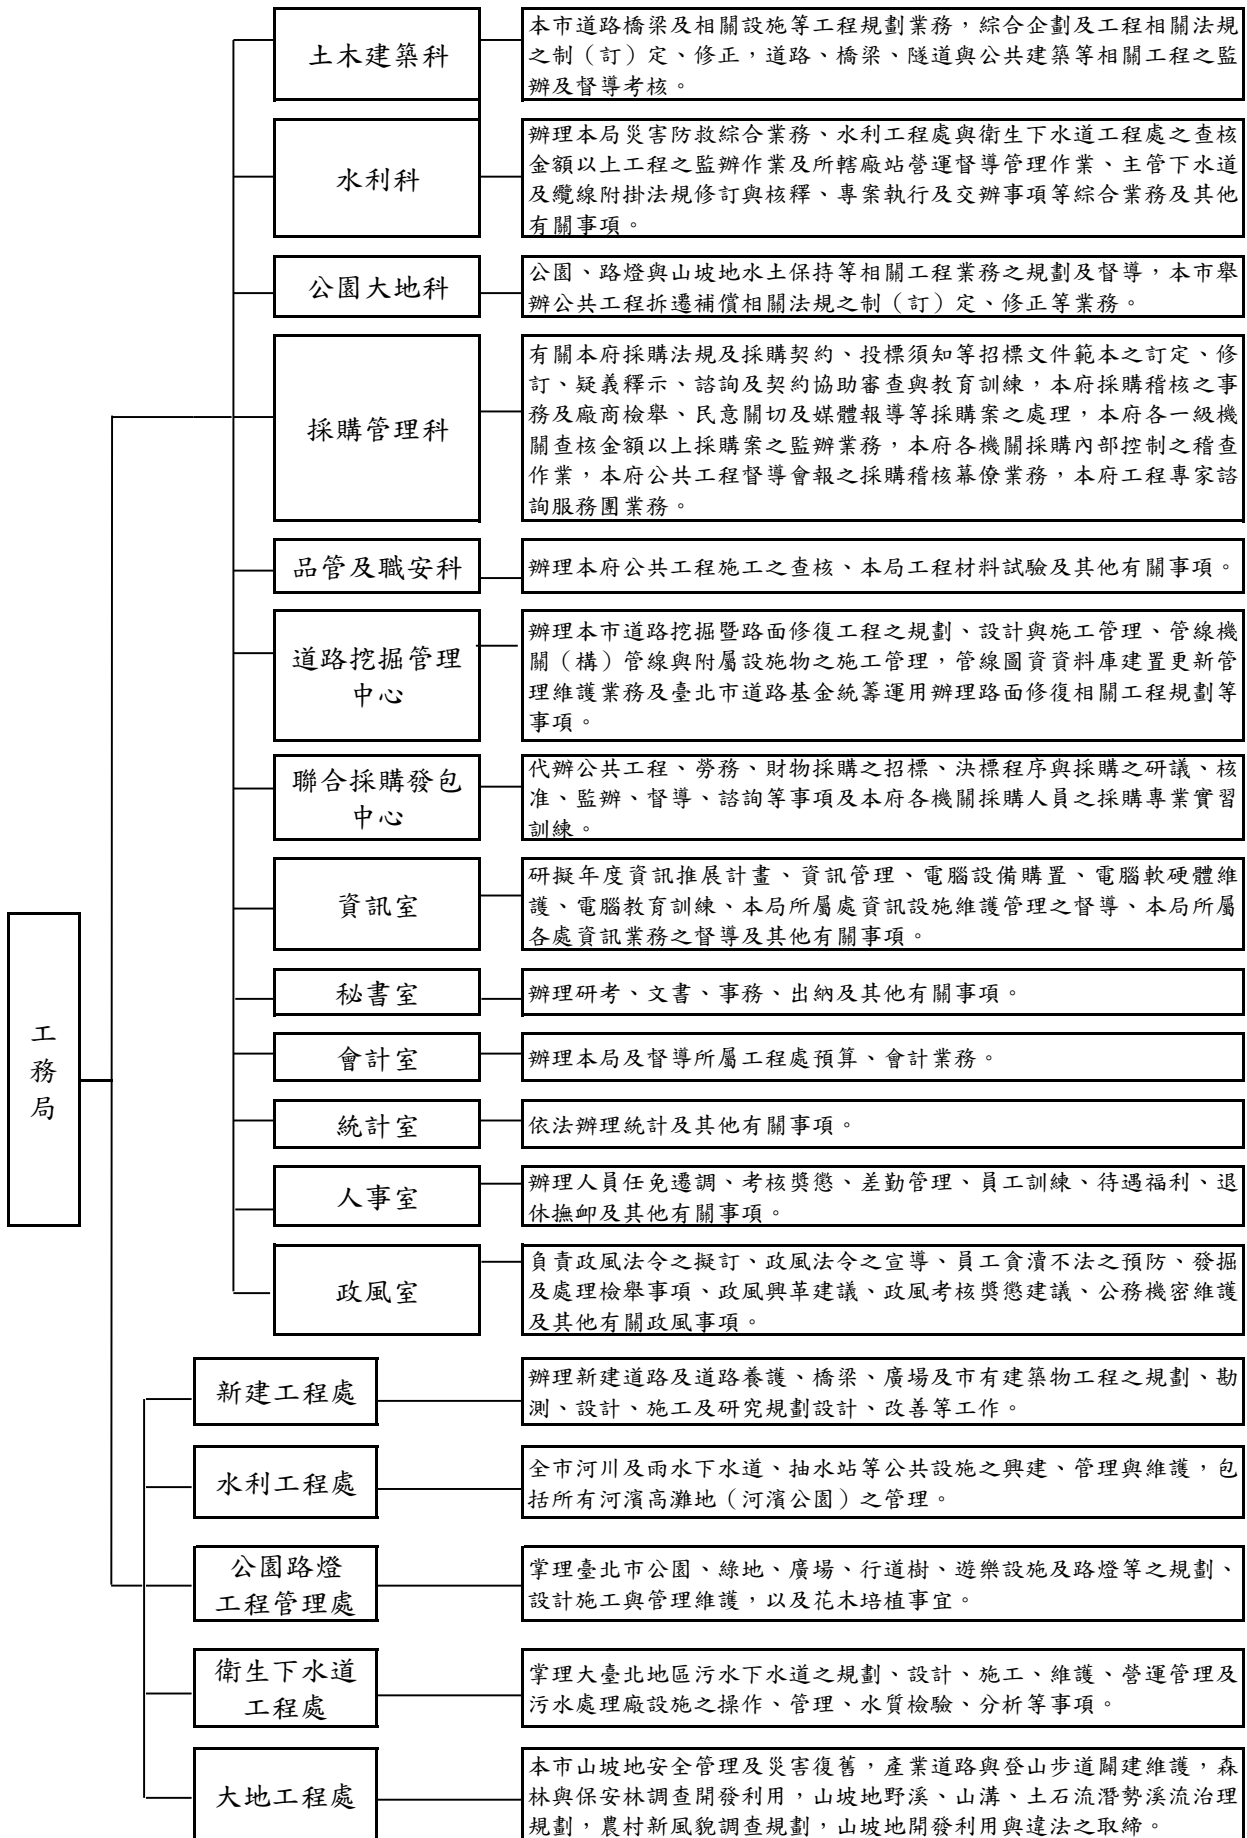 工
務
局
土木建築科
本市道路橋梁及相關設施等工程規劃業務，綜合企劃及工程相關法規
之制（訂）定、修正，道路、橋梁、隧道與公共建築等相關工程之監
辦及督導考核。
水利科
辦理本局災害防救綜合業務、水利工程處與衛生下水道工程處之查核
金額以上工程之監辦作業及所轄廠站營運督導管理作業、主管下水道
及纜線附掛法規修訂與核釋、專案執行及交辦事項等綜合業務及其他
有關事項。
公園大地科
公園、路燈與山坡地水土保持等相關工程業務之規劃及督導，本市舉
辦公共工程拆遷補償相關法規之制（訂）定、修正等業務。
採購管理科
有關本府採購法規及採購契約、投標須知等招標文件範本之訂定、修
訂、疑義釋示、諮詢及契約協助審查與教育訓練，本府採購稽核之事
務及廠商檢舉、民意關切及媒體報導等採購案之處理，本府各一級機
關查核金額以上採購案之監辦業務，本府各機關採購內部控制之稽查
作業，本府公共工程督導會報之採購稽核幕僚業務，本府工程專家諮
詢服務團業務。
品管及職安科
辦理本府公共工程施工之查核、本局工程材料試驗及其他有關事項。
道路挖掘管理
中心
辦理本市道路挖掘暨路面修復工程之規劃、設計與施工管理、管線機
關（構）管線與附屬設施物之施工管理，管線圖資資料庫建置更新管
理維護業務及臺北市道路基金統籌運用辦理路面修復相關工程規劃等
事項。
聯合採購發包
中心
代辦公共工程、勞務、財物採購之招標、決標程序與採購之研議、核
准、監辦、督導、諮詢等事項及本府各機關採購人員之採購專業實習
訓練。
資訊室
研擬年度資訊推展計畫、資訊管理、電腦設備購置、電腦軟硬體維
護、電腦教育訓練、本局所屬處資訊設施維護管理之督導、本局所屬
各處資訊業務之督導及其他有關事項。
秘書室
辦理研考、文書、事務、出納及其他有關事項。
會計室
辦理本局及督導所屬工程處預算、會計業務。
統計室
依法辦理統計及其他有關事項。
人事室
辦理人員任免遷調、考核獎懲、差勤管理、員工訓練、待遇福利、退
休撫卹及其他有關事項。
政風室
負責政風法令之擬訂、政風法令之宣導、員工貪瀆不法之預防、發掘
及處理檢舉事項、政風興革建議、政風考核獎懲建議、公務機密維護
及其他有關政風事項。
新建工程處
辦理新建道路及道路養護、橋梁、廣場及市有建築物工程之規劃、勘
測、設計、施工及研究規劃設計、改善等工作。
水利工程處
全市河川及雨水下水道、抽水站等公共設施之興建、管理與維護，包
括所有河濱高灘地（河濱公園）之管理。
公園路燈
工程管理處
掌理臺北市公園、綠地、廣場、行道樹、遊樂設施及路燈等之規劃、
設計施工與管理維護，以及花木培植事宜。
衛生下水道
工程處
掌理大臺北地區污水下水道之規劃、設計、施工、維護、營運管理及
污水處理廠設施之操作、管理、水質檢驗、分析等事項。
大地工程處
本市山坡地安全管理及災害復舊，產業道路與登山步道闢建維護，森
林與保安林調查開發利用，山坡地野溪、山溝、土石流潛勢溪流治理
規劃，農村新風貌調查規劃，山坡地開發利用與違法之取締。